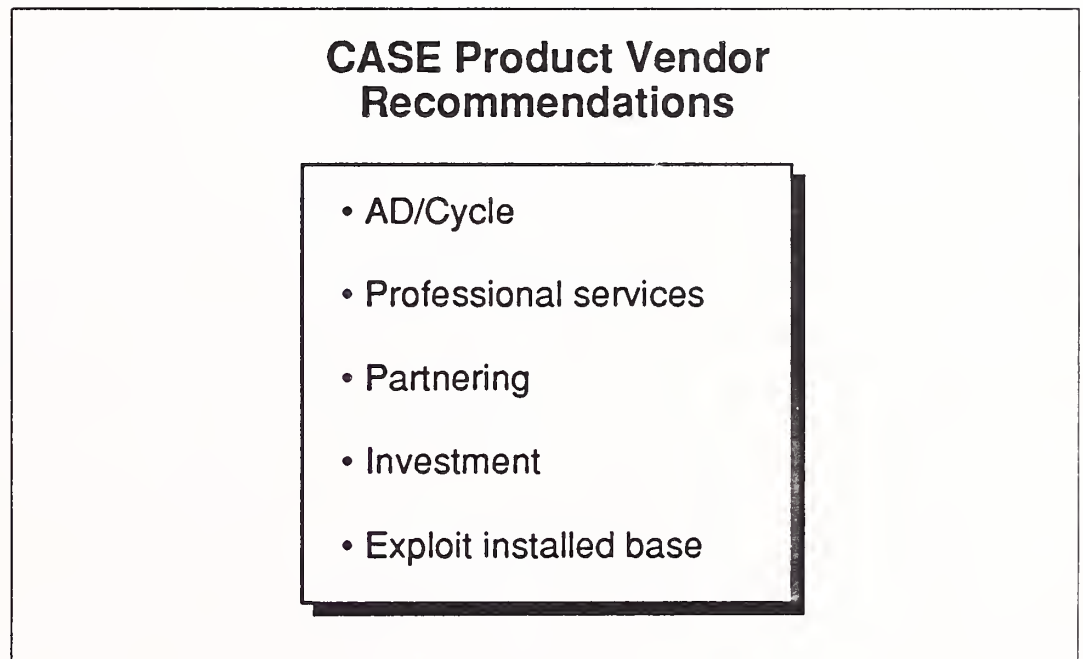 CASE Product Vendor
Recommendations
• AD/Cycle
• Professional services
• Partnering
• Investment
• Exploit installed base